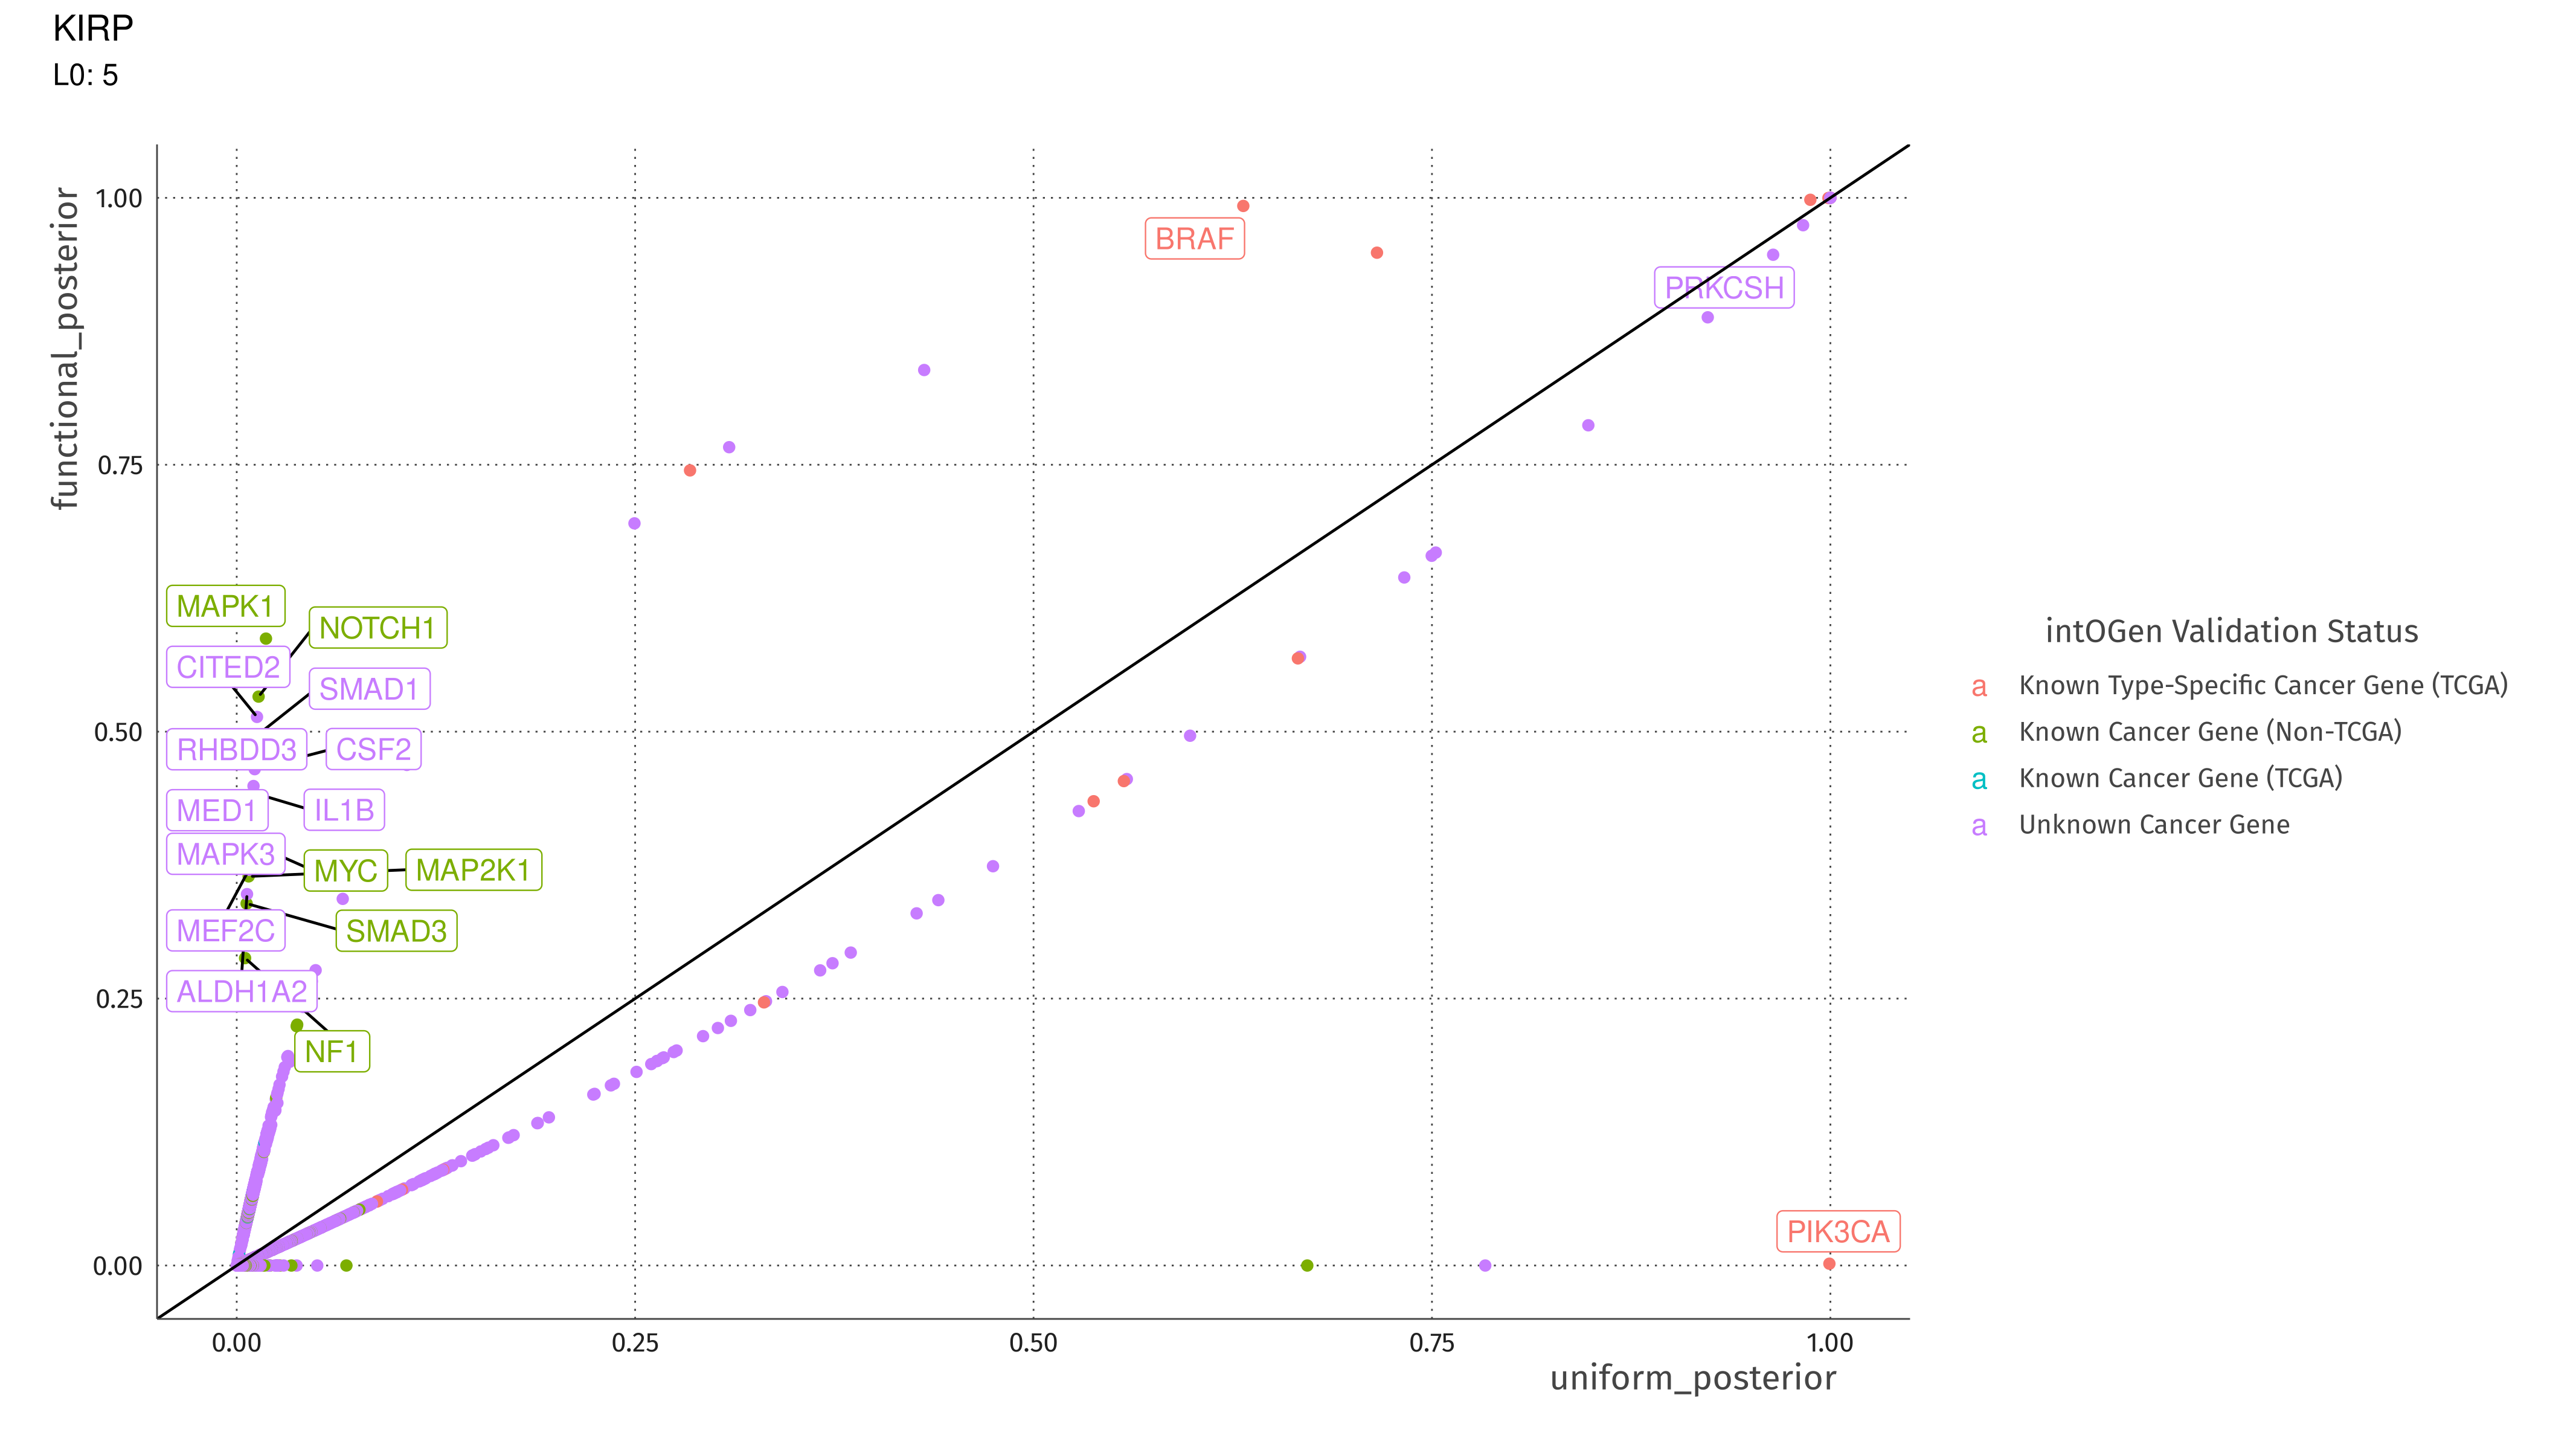 KIRP
L0: 5
functional_posterior
1.00
0.75
0.50
0.25
0.00
BRAF
PRKCSH
MAPK1
NOTCH1
CITED2
SMAD1
RHBDD3
CSF2
MED1
IL1B
MAPK3
MYC
MAP2K1
MEF2C
SMAD3
ALDH1A2
NF1
PIK3CA
0.00
0.25
0.50
0.75
1.00
uniform_posterior
intOGen Validation Status
a Known Type-Specific Cancer Gene (TCGA)
a Known Cancer Gene (Non-TCGA)
a Known Cancer Gene (TCGA)
a Unknown Cancer Gene